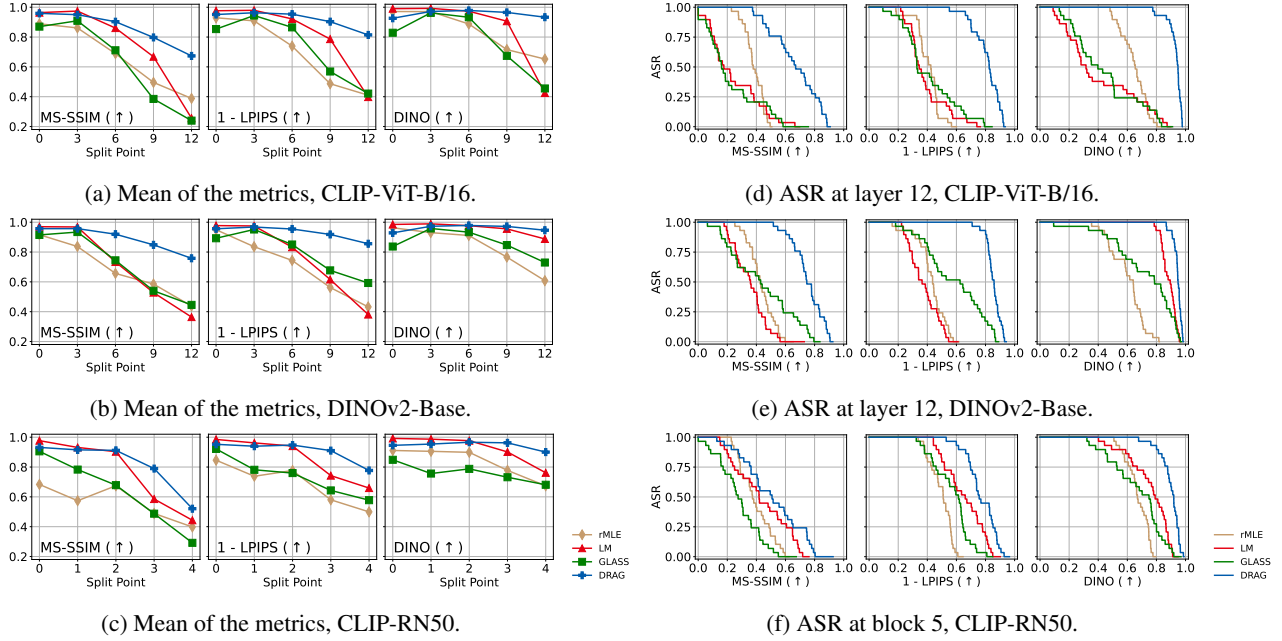 1.0
0.8
0.6
0.4
0.2
MS-SSIM (↑)
1 - LPIPS (↑)
DINO (↑)
0 3 6 9 12
0 3 6 9 12
0 3 6 9 12
Split Point
Split Point
Split Point
(a) Mean of the metrics, CLIP-ViT-B/16.
1.00
0.75
0.50
0.25
0.00
ASR
0.0 0.2 0.4 0.6 0.8 1.0
0.0 0.2 0.4 0.6 0.8 1.0
0.0 0.2 0.4 0.6 0.8 1.0
MS-SSIM (↑)
1 - LPIPS (↑)
DINO (↑)
(d) ASR at layer 12, CLIP-ViT-B/16.
1.0
0.8
0.6
0.4
0.2
MS-SSIM (↑)
1 - LPIPS (↑)
DINO (↑)
0 3 6 9 12
0 3 6 9 12
0 3 6 9 12
Split Point
Split Point
Split Point
(b) Mean of the metrics, DINOv2-Base.
1.00
0.75
0.50
0.25
0.00
ASR
0.0 0.2 0.4 0.6 0.8 1.0
0.0 0.2 0.4 0.6 0.8 1.0
0.0 0.2 0.4 0.6 0.8 1.0
MS-SSIM (↑)
1 - LPIPS (↑)
DINO (↑)
(e) ASR at layer 12, DINOv2-Base.
1.0
0.8
0.6
0.4
0.2
MS-SSIM (↑)
1 - LPIPS (↑)
DINO (↑)
0 1 2 3 4
0 1 2 3 4
0 1 2 3 4
Split Point
Split Point
Split Point
rMLE
LM
GLASS
DRAG
(c) Mean of the metrics, CLIP-RN50.
1.00
0.75
0.50
0.25
0.00
ASR
0.0 0.2 0.4 0.6 0.8 1.0
0.0 0.2 0.4 0.6 0.8 1.0
0.0 0.2 0.4 0.6 0.8 1.0
MS-SSIM (↑)
1 - LPIPS (↑)
DINO (↑)
rMLE
LM
GLASS
DRAG
(f) ASR at block 5, CLIP-RN50.